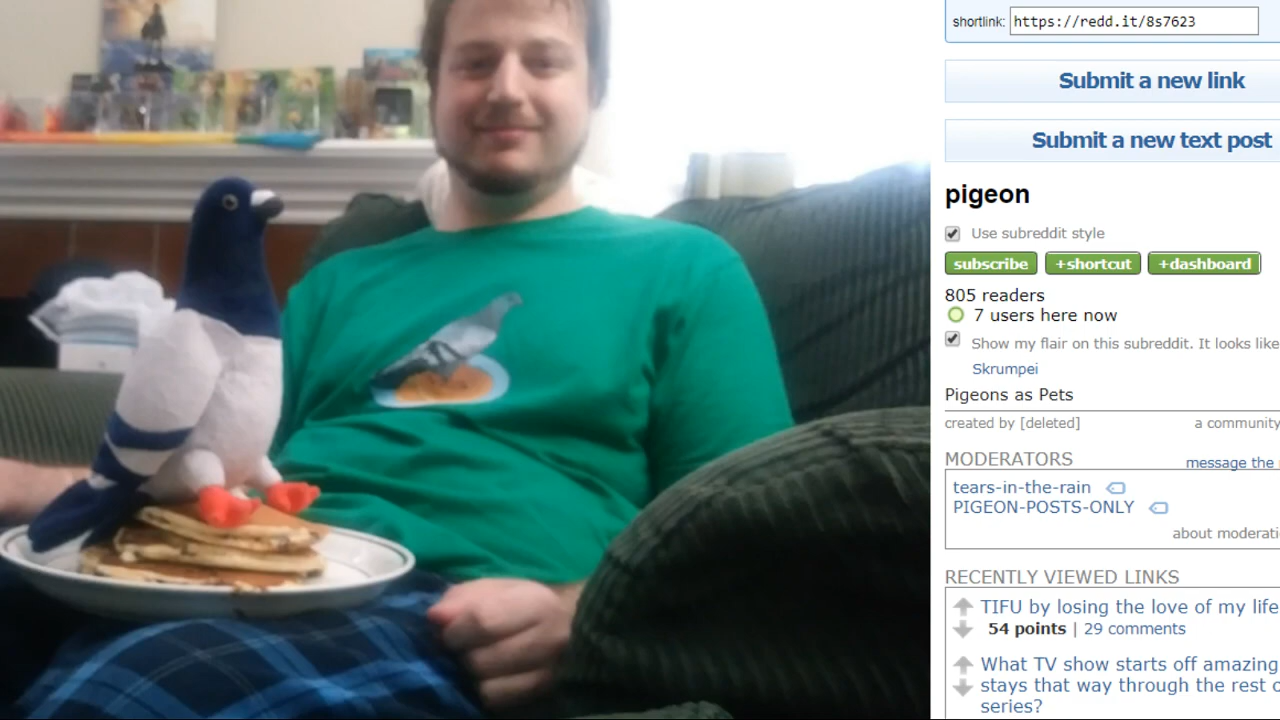 shortlink: https://redd.it/8s7623
Submit a new link
Submit a new text post
pigeon
Use subreddit style
subscribe +shortcut +dashboard
805 readers
7 users here now
Show my flair on this subreddit. It looks like
Skrumpei
Pigeons as Pets
created by [deleted] a community
MODERATORS message the
tears-in-the-rain
PIGEON-POSTS-ONLY
about moderati
RECENTLY VIEWED LINKS
TIFU by losing the love of my life
54 points | 29 comments
What TV show starts off amazing
stays that way through the rest o
series?